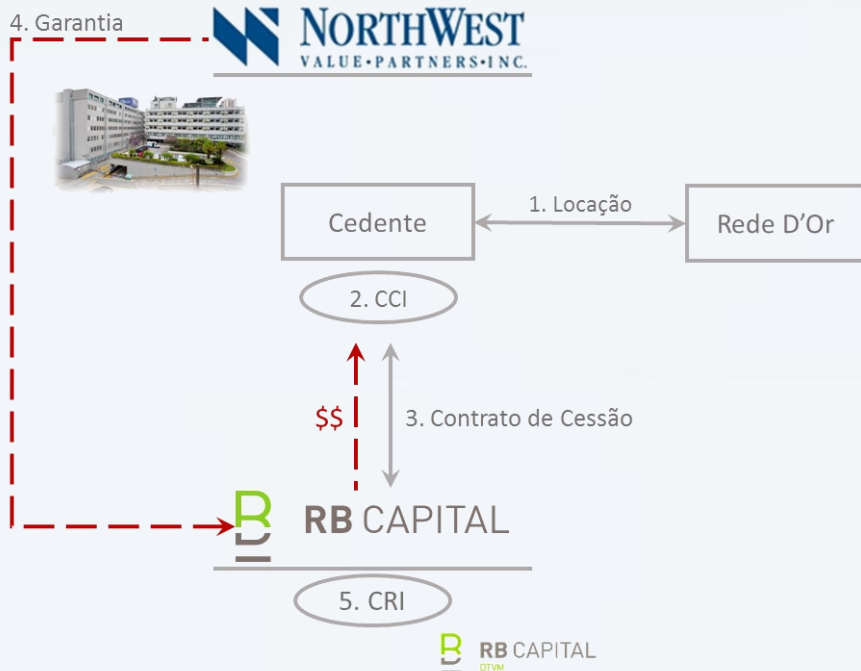 4. Garantia
NORTHWEST
VALUE•PARTNERS•INC.
Cedente
1. Locação
Rede D'Or
2. CCI
$$
3. Contrato de Cessão
RB CAPITAL
5. CRI
RB CAPITAL
DTVM